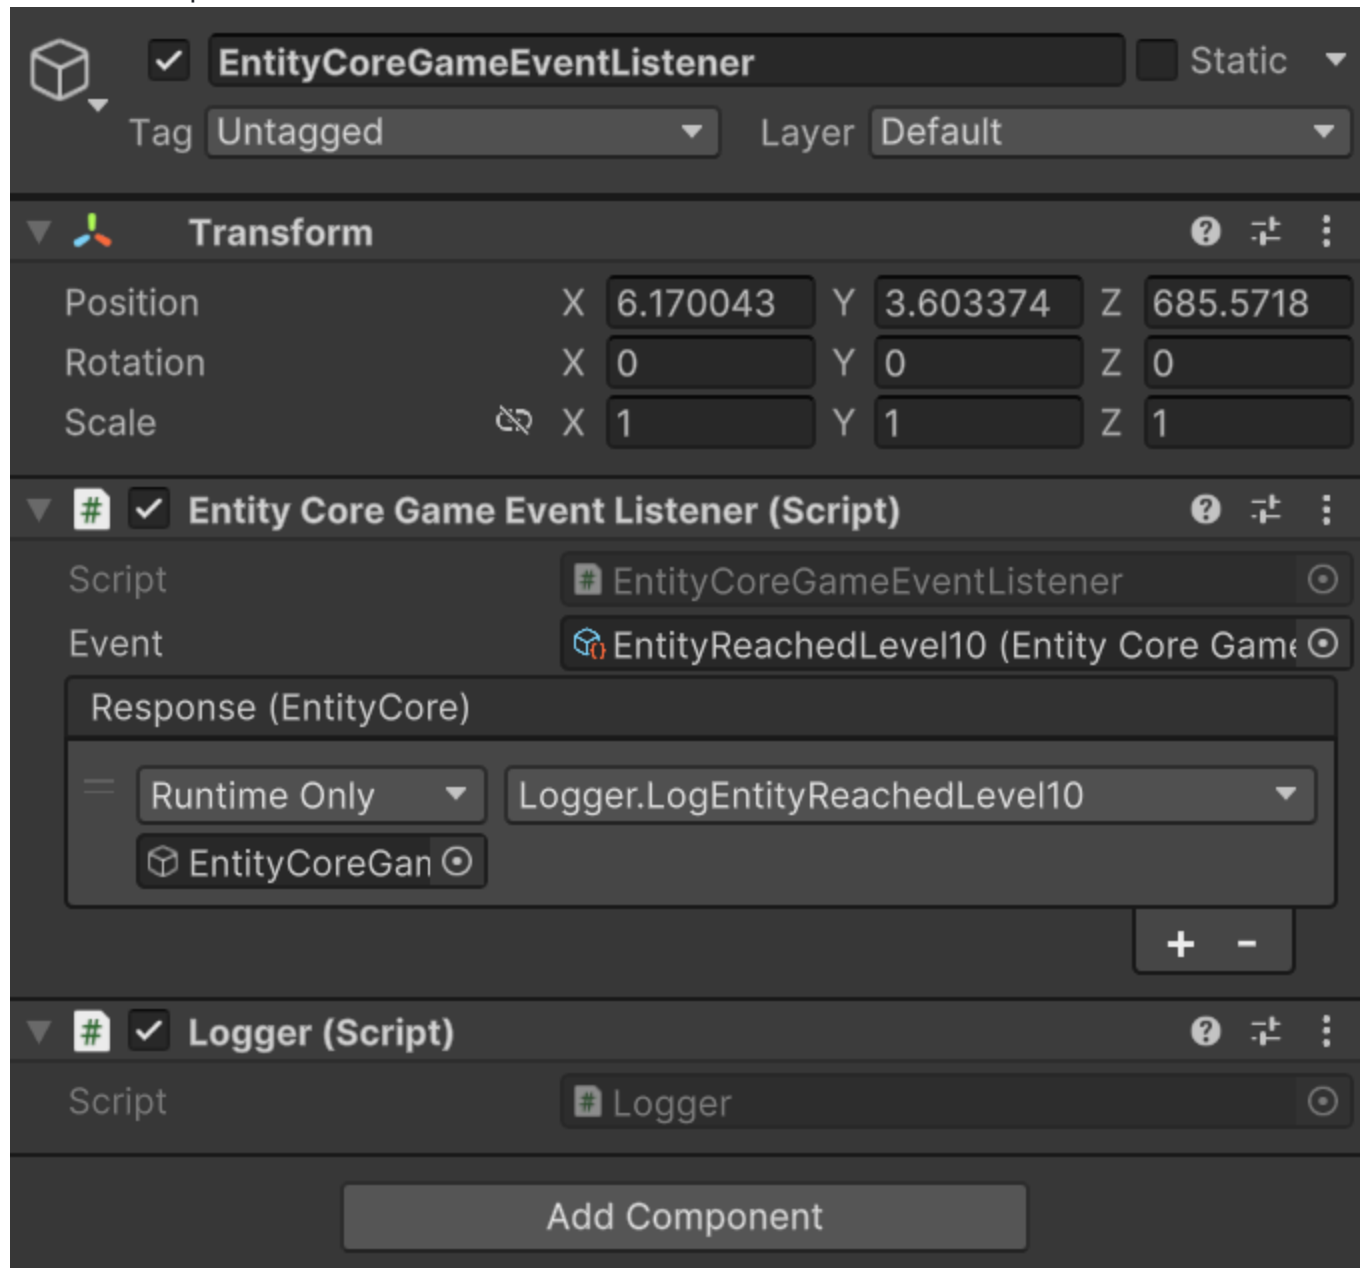 EntityCoreGameEventListener Static
Tag Untagged Layer Default
Transform
Position X 6.170043 Y 3.603374 Z 685.5718
Rotation X 0 Y 0 Z 0
Scale X 1 Y 1 Z 1
# Entity Core Game Event Listener (Script)
Script # EntityCoreGameEventListener
Event EntityReachedLevel10 (Entity Core Game
Response (EntityCore)
Runtime Only Logger.LogEntityReachedLevel10
EntityCoreGan
+ -
# Logger (Script)
Script # Logger
Add Component